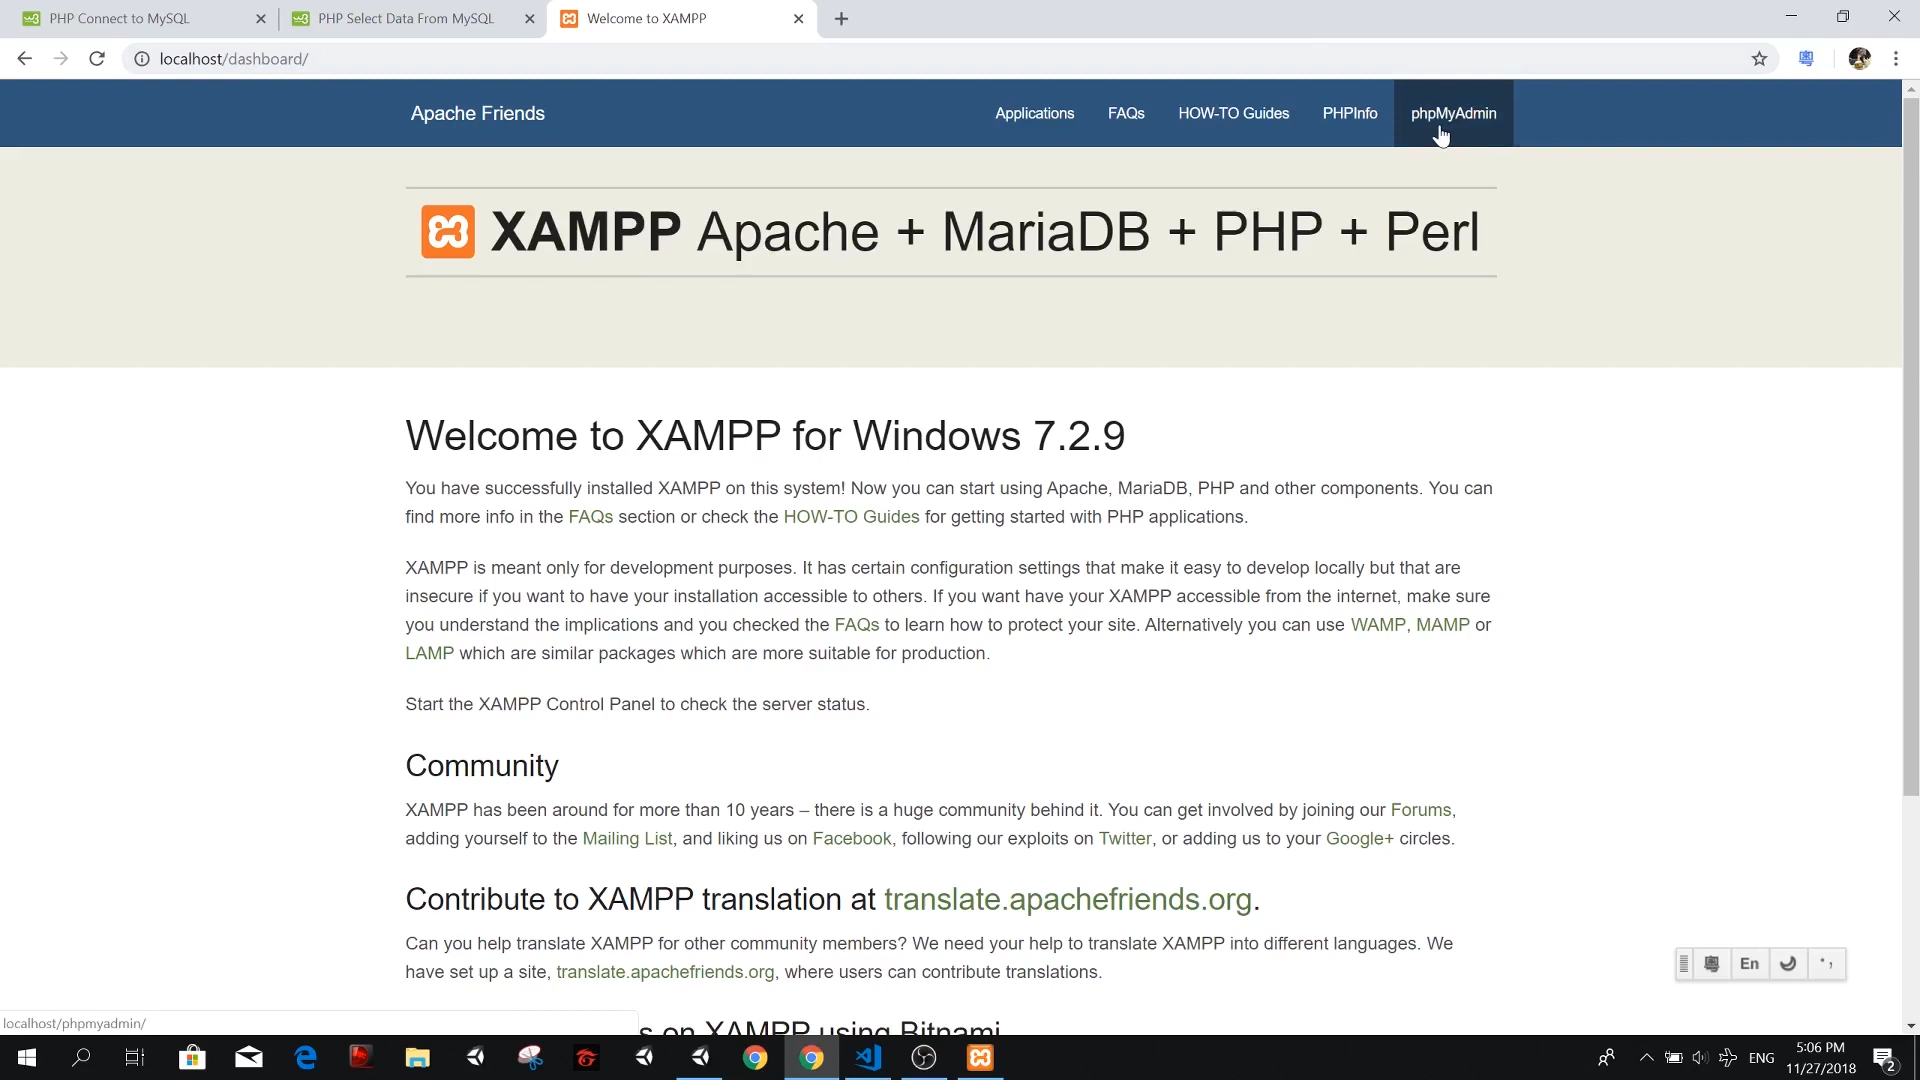 PHP Connect to MySQL
PHP Select Data From MySQL
Welcome to XAMPP
localhost/dashboard/
Apache Friends
Applications
FAQs
HOW-TO Guides
PHPInfo
phpMyAdmin
XAMPP Apache + MariaDB + PHP + Perl
Welcome to XAMPP for Windows 7.2.9
You have successfully installed XAMPP on this system! Now you can start using Apache, MariaDB, PHP and other components. You can
find more info in the FAQs section or check the HOW-TO Guides for getting started with PHP applications.
XAMPP is meant only for development purposes. It has certain configuration settings that make it easy to develop locally but that are
insecure if you want to have your installation accessible to others. If you want have your XAMPP accessible from the internet, make sure
you understand the implications and you checked the FAQs to learn how to protect your site. Alternatively you can use WAMP, MAMP or
LAMP which are similar packages which are more suitable for production.
Start the XAMPP Control Panel to check the server status.
Community
XAMPP has been around for more than 10 years – there is a huge community behind it. You can get involved by joining our Forums,
adding yourself to the Mailing List, and liking us on Facebook, following our exploits on Twitter, or adding us to your Google+ circles.
Contribute to XAMPP translation at translate.apachefriends.org.
Can you help translate XAMPP for other community members? We need your help to translate XAMPP into different languages. We
have set up a site, translate.apachefriends.org, where users can contribute translations.
En
localhost/phpmyadmin/
s on XAMPP using Bitnami
ENG
5:06 PM
11/27/2018
2